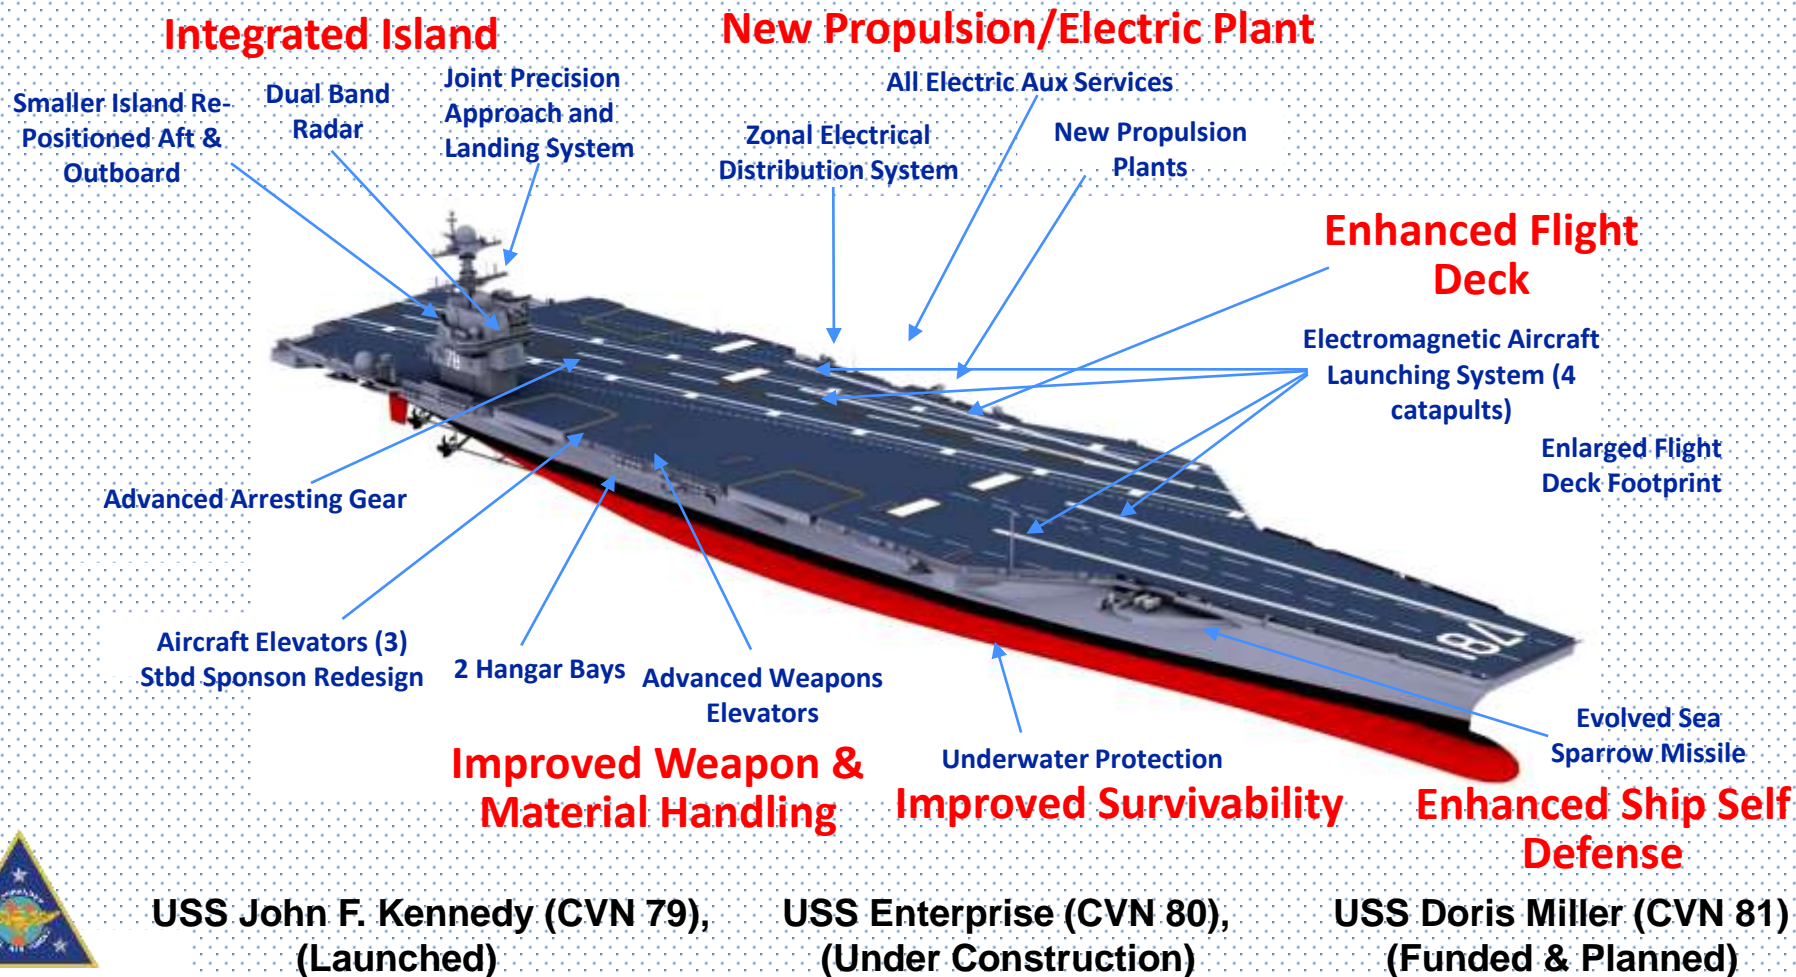 Integrated Island
New Propulsion/Electric Plant
Smaller Island Re-
Positioned Aft &
Outboard
Dual Band
Radar
Joint Precision
Approach and
Landing System
All Electric Aux Services
Zonal Electrical
Distribution System
New Propulsion
Plants
Enhanced Flight
Deck
Electromagnetic Aircraft
Launching System (4
catapults)
Enlarged Flight
Deck Footprint
78
Advanced Arresting Gear
78
Aircraft Elevators (3)
Stbd Sponson Redesign
2 Hangar Bays
Advanced Weapons
Elevators
Underwater Protection
Evolved Sea
Sparrow Missile
Improved Weapon &
Material Handling
Improved Survivability
Enhanced Ship Self
Defense
USS John F. Kennedy (CVN 79),
(Launched)
USS Enterprise (CVN 80),
(Under Construction)
USS Doris Miller (CVN 81)
(Funded & Planned)